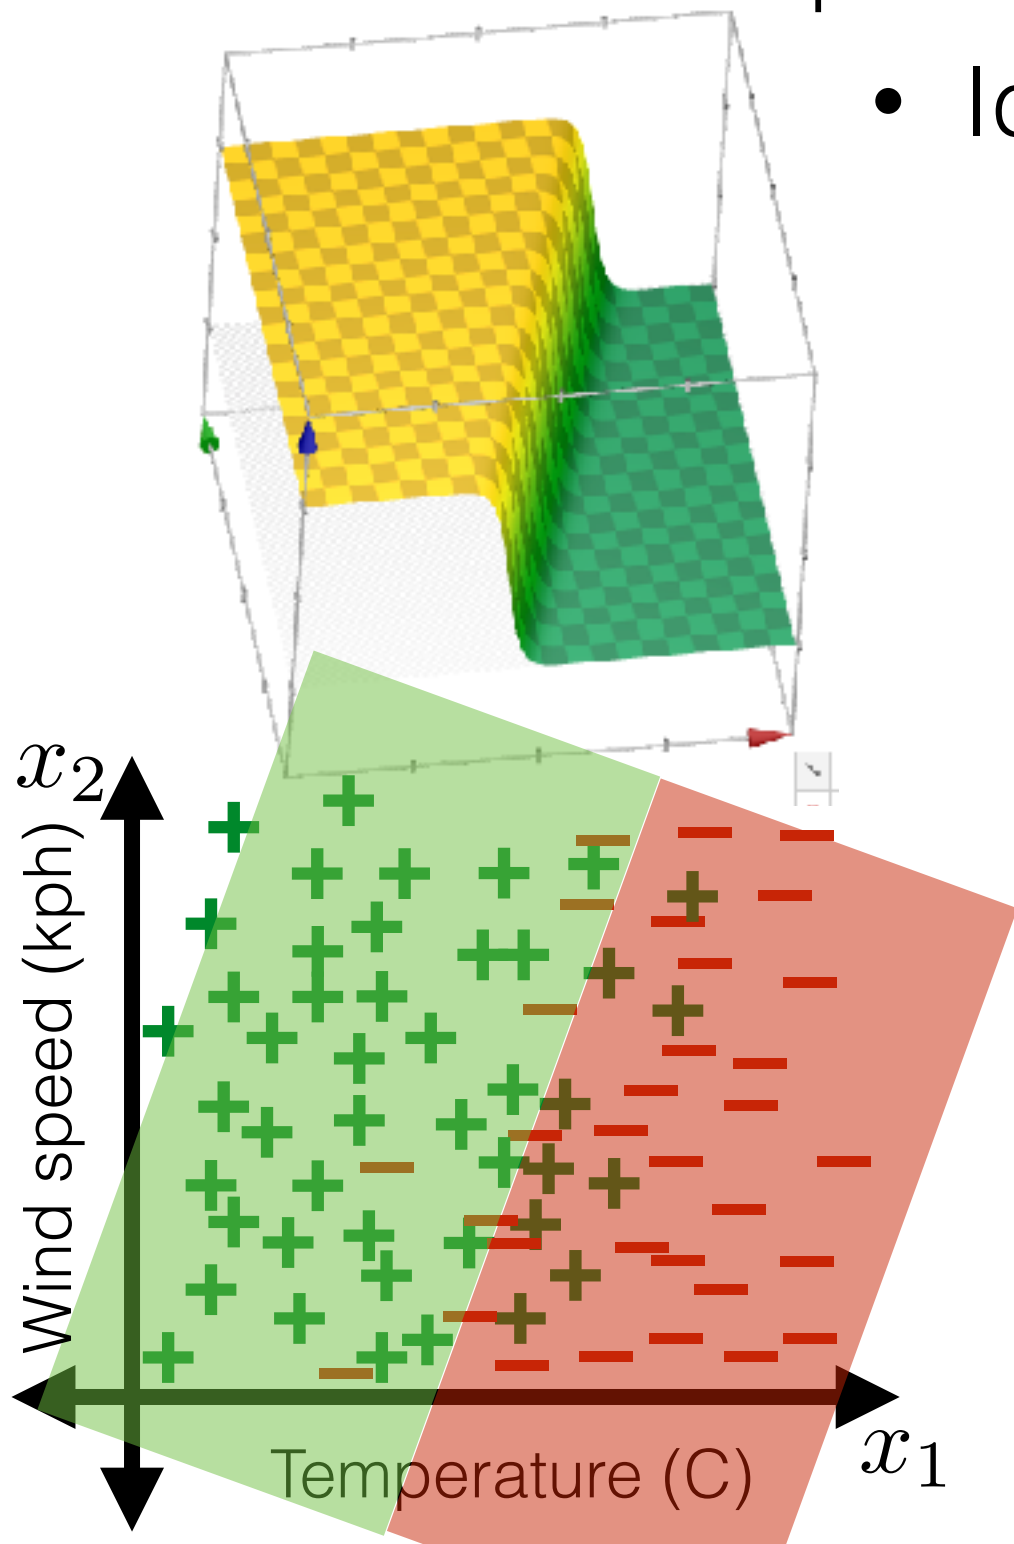 x₂
Wind speed (kph)
Temperature (C)
x₁